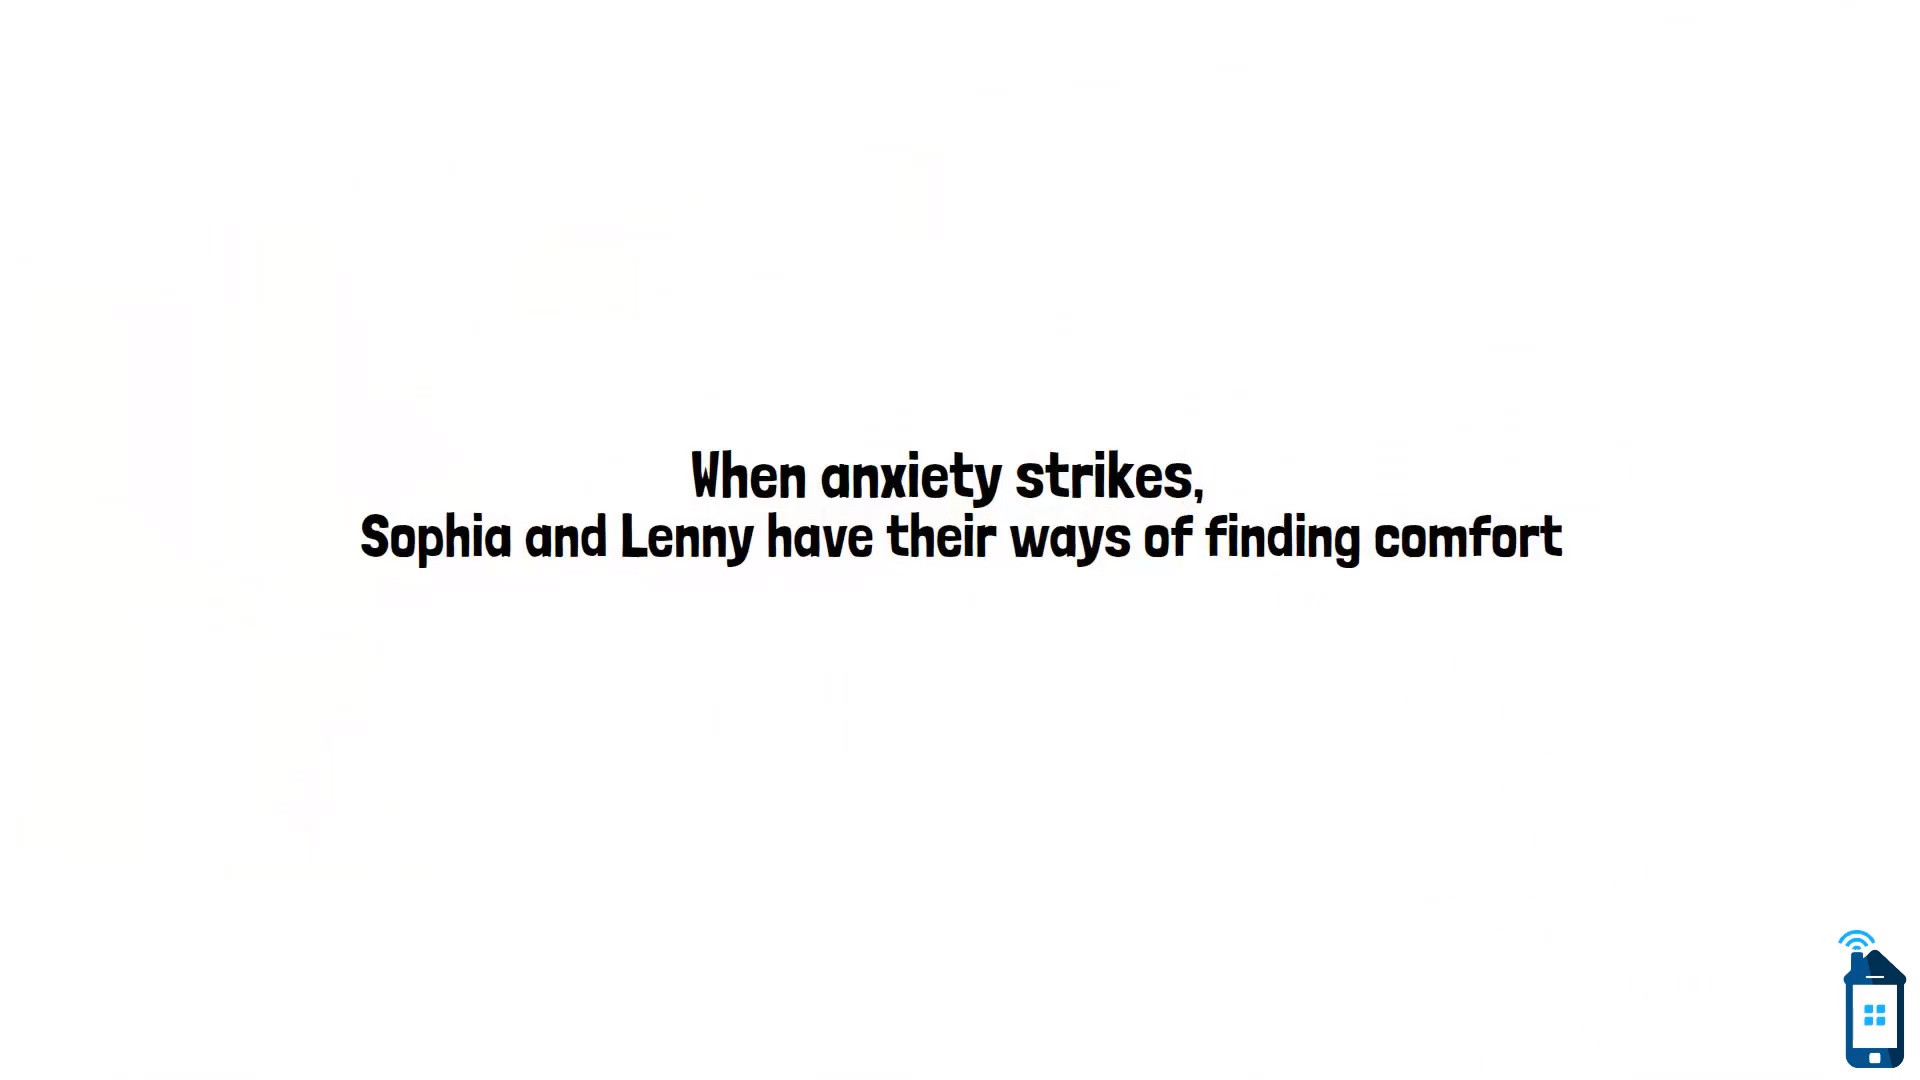 When anxiety strikes,
Sophia and Lenny have their ways of finding comfort